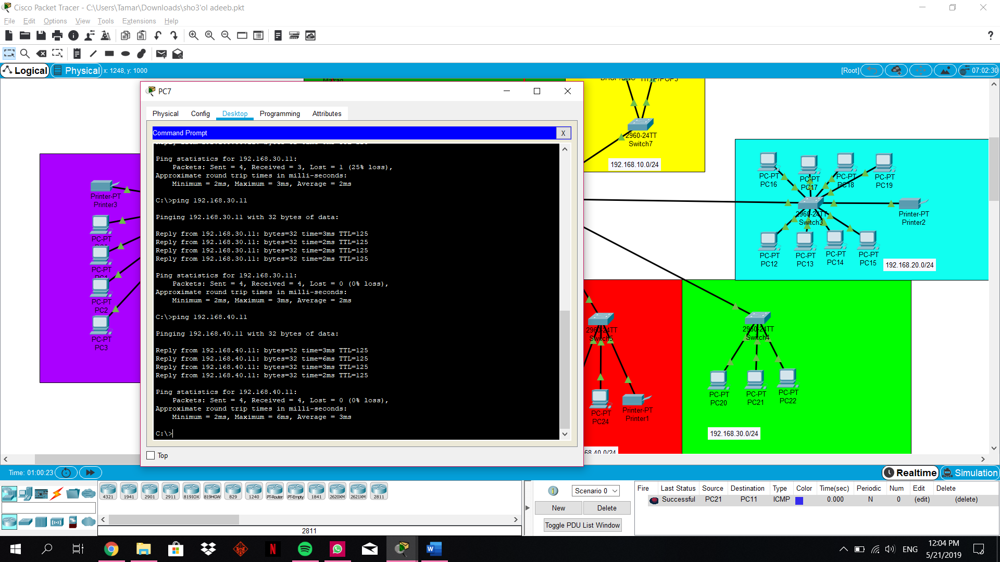 Cisco Packet Tracer - C:\Users\Tamar\Downloads\sho3'ol adeeb.pkt
File Edit Options View Tools Extensions Help
Logical Physical x: 1248, y: 1000 [Root] 07:02:30
PC7
Physical Config Desktop Programming Attributes
Command Prompt X
Ping statistics for 192.168.30.11:
Packets: Sent = 4, Received = 3, Lost = 1 (25% loss),
Approximate round trip times in milli-seconds:
Minimum = 2ms, Maximum = 3ms, Average = 2ms
C:\>ping 192.168.30.11
Pinging 192.168.30.11 with 32 bytes of data:
Reply from 192.168.30.11: bytes=32 time=3ms TTL=125
Reply from 192.168.30.11: bytes=32 time=2ms TTL=125
Reply from 192.168.30.11: bytes=32 time=2ms TTL=125
Reply from 192.168.30.11: bytes=32 time=2ms TTL=125
Ping statistics for 192.168.30.11:
Packets: Sent = 4, Received = 4, Lost = 0 (0% loss),
Approximate round trip times in milli-seconds:
Minimum = 2ms, Maximum = 3ms, Average = 2ms
C:\>ping 192.168.40.11
Pinging 192.168.40.11 with 32 bytes of data:
Reply from 192.168.40.11: bytes=32 time=3ms TTL=125
Reply from 192.168.40.11: bytes=32 time=6ms TTL=125
Reply from 192.168.40.11: bytes=32 time=3ms TTL=125
Reply from 192.168.40.11: bytes=32 time=2ms TTL=125
Ping statistics for 192.168.40.11:
Packets: Sent = 4, Received = 4, Lost = 0 (0% loss),
Approximate round trip times in milli-seconds:
Minimum = 2ms, Maximum = 6ms, Average = 3ms
C:\>
Top
Printer-PT
Printer3
PC-PT
PC-PT
PC-PT
PC2
PC-PT
PC3
2960-24TT
Switch7
192.168.10.0/24
PC-PT
PC16
PC-PT
PC17
PC-PT
PC18
PC-PT
PC19
2960-24TT
Switch3
Printer-PT
Printer2
PC-PT
PC12
PC-PT
PC13
PC-PT
PC14
PC-PT
PC15
192.168.20.0/24
2960-24TT
Switch5
PC-PT
PC24
Printer-PT
Printer1
68.40.0/24
2960-24TT
Switch4
PC-PT
PC20
PC-PT
PC21
PC-PT
PC22
192.168.30.0/24
Time: 01:00:23 Realtime Simulation
4321 1941 2901 2911 819IOX 819HGW 829 1240 PT-Router PT-Empty 1841 2620XM 2621XM 2811
2811
Scenario 0
New Delete
Toggle PDU List Window
Fire Last Status Source Destination Type Color Time(sec) Periodic Num Edit Delete
Successful PC21 PC11 ICMP 0.000 N 0 (edit) (delete)
ENG 12:04 PM
5/21/2019